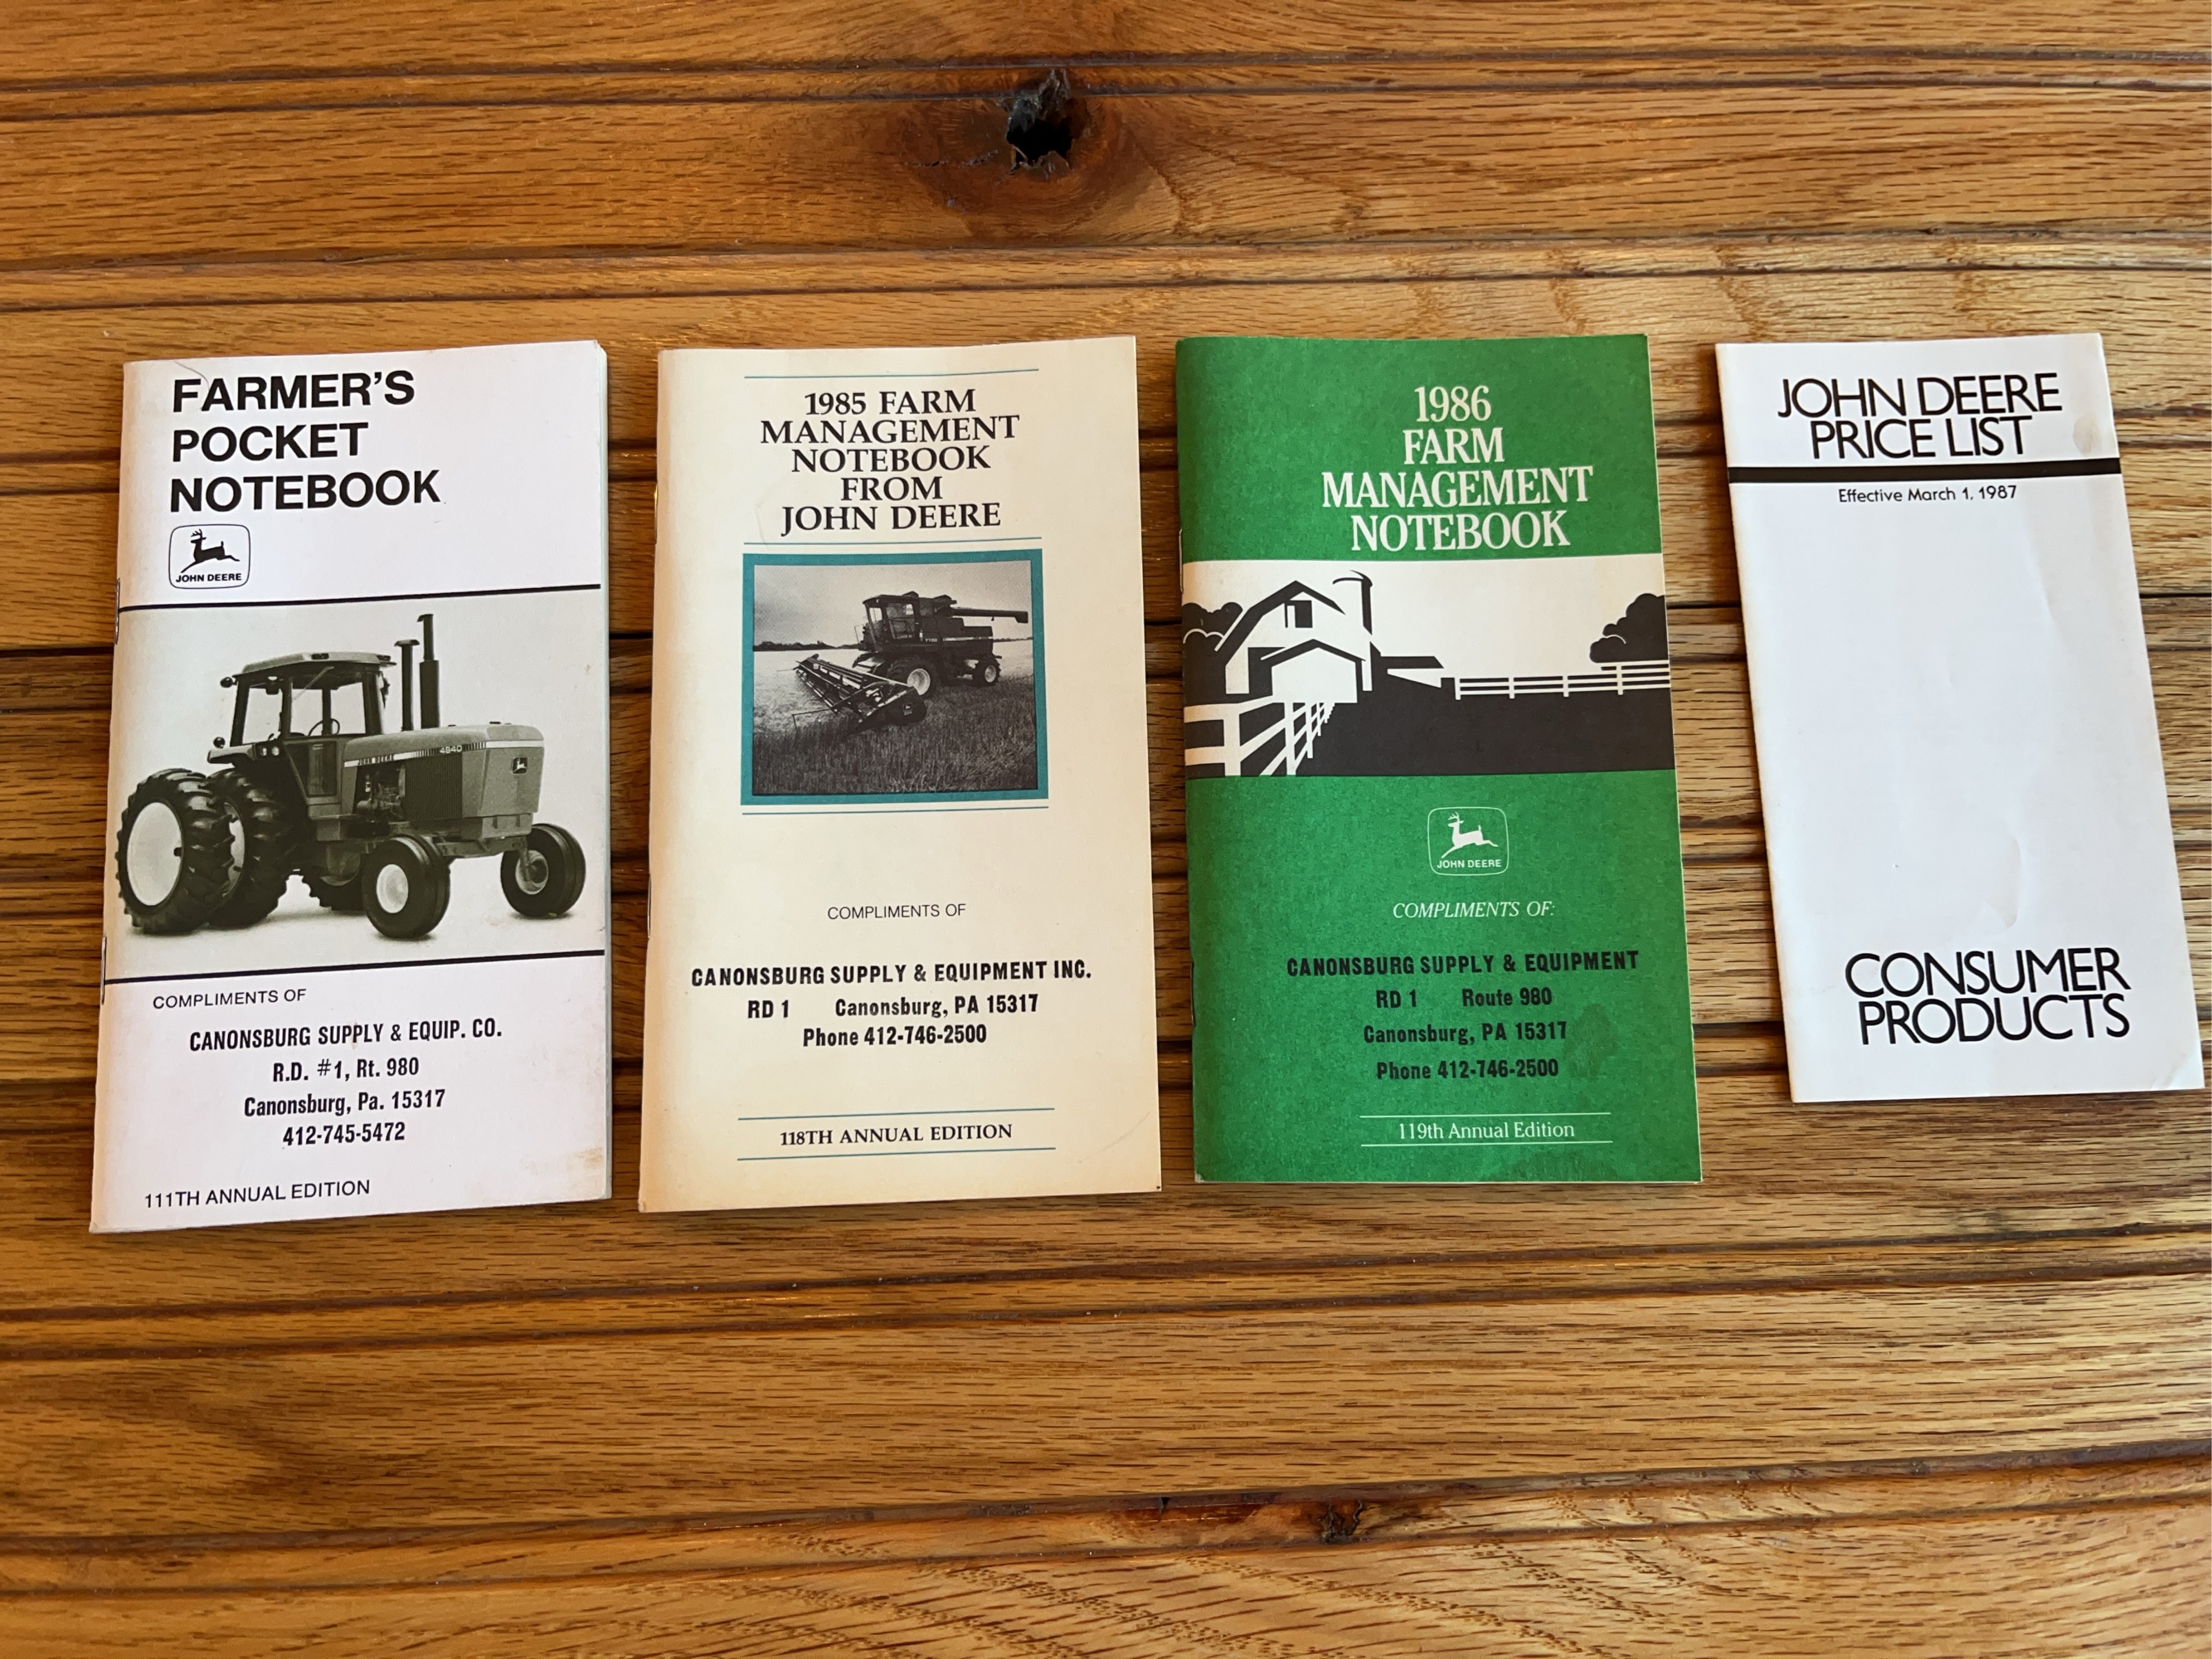 FARMER'S
POCKET
NOTEBOOK
JOHN DEERE
JOHN DEERE
4840
COMPLIMENTS OF
CANONSBURG SUPPLY & EQUIP. CO.
R.D. #1, Rt. 980
Canonsburg, Pa. 15317
412-745-5472
111TH ANNUAL EDITION
1985 FARM
MANAGEMENT
NOTEBOOK
FROM
JOHN DEERE
COMPLIMENTS OF
CANONSBURG SUPPLY & EQUIPMENT INC.
RD 1 Canonsburg, PA 15317
Phone 412-746-2500
118TH ANNUAL EDITION
1986
FARM
MANAGEMENT
NOTEBOOK
JOHN DEERE
COMPLIMENTS OF:
CANONSBURG SUPPLY & EQUIPMENT
RD 1 Route 980
Canonsburg, PA 15317
Phone 412-746-2500
119th Annual Edition
JOHN DEERE
PRICE LIST
Effective March 1, 1987
CONSUMER
PRODUCTS